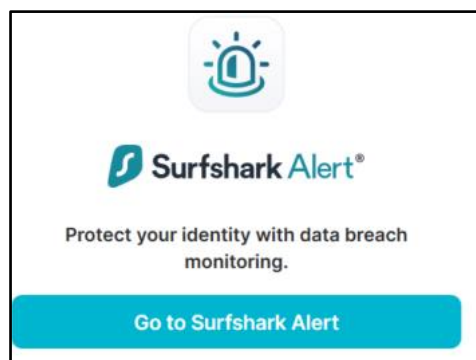 Surfshark Alert®
Protect your identity with data breach
monitoring.
Go to Surfshark Alert